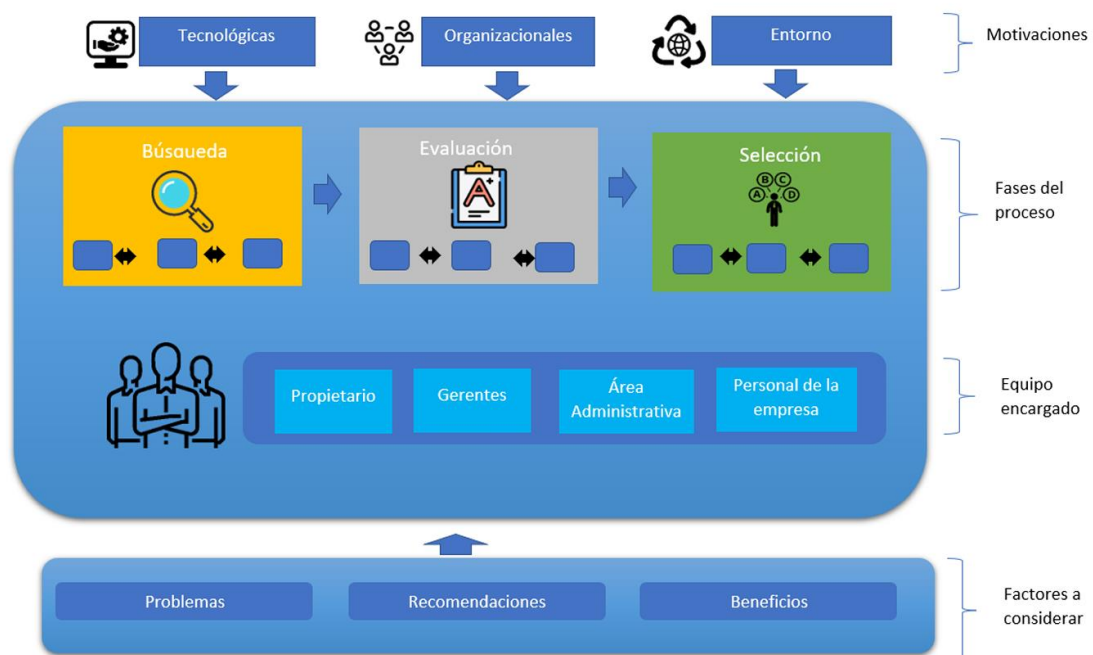 Tecnológicas
Organizacionales
Entorno
Motivaciones
Búsqueda
Evaluación
Selección
A
B
C
D
A+
Fases del
proceso
Propietario
Gerentes
Área
Administrativa
Personal de la
empresa
Equipo
encargado
Problemas
Recomendaciones
Beneficios
Factores a
considerar